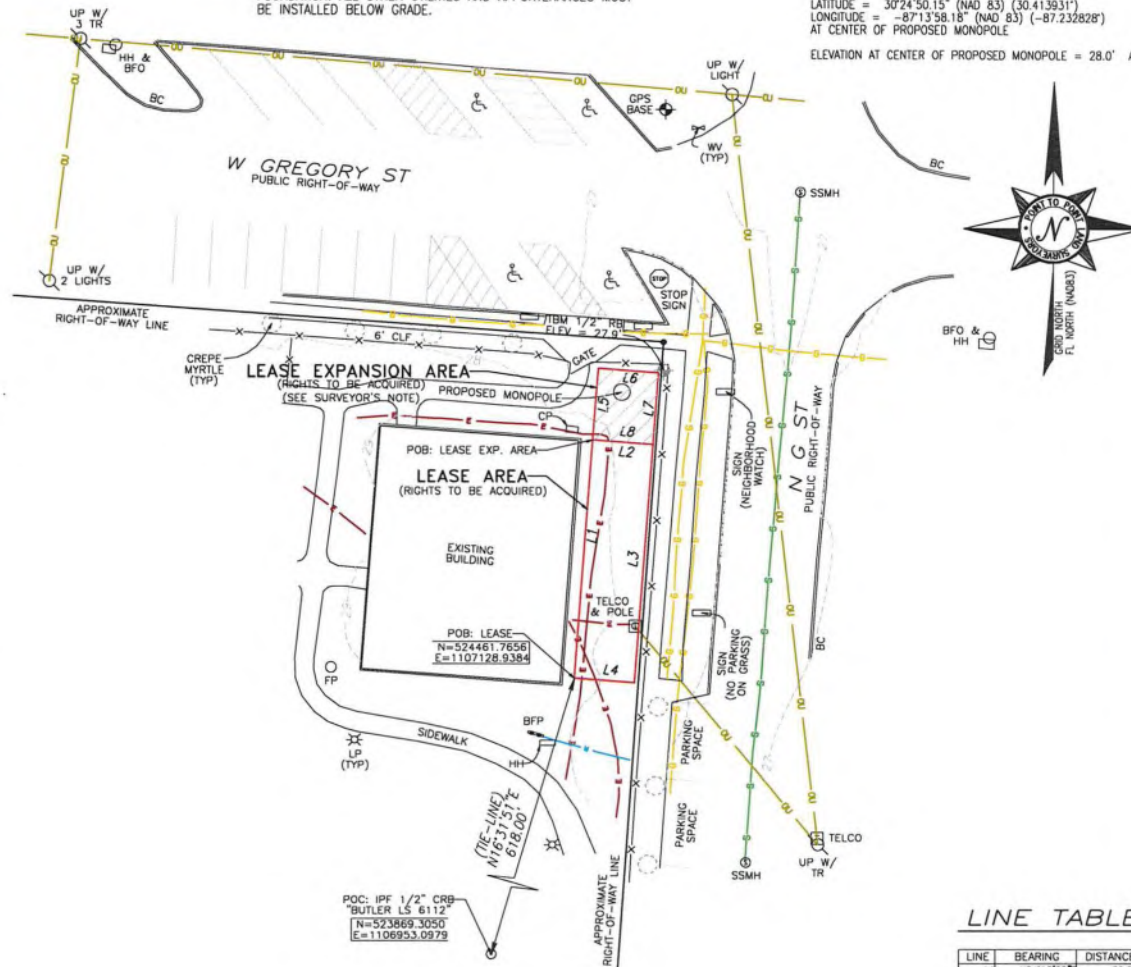 BE INSTALLED BELOW GRADE.
LATITUDE = 30°24'50.15" (NAD 83) (30.413931°)
LONGITUDE = -87°13'58.18" (NAD 83) (-87.232828°)
AT CENTER OF PROPOSED MONOPOLE
ELEVATION AT CENTER OF PROPOSED MONOPOLE = 28.0'
UP W/
3 TR
HH &
BFO
BC
UP W/
LIGHT
GPS
BASE
WV
(TYP)
BC
W GREGORY ST
PUBLIC RIGHT-OF-WAY
SSMH
POINT TO POINT LAND SURVEYORS
N
GRID NORTH
FL NORTH (NAD83)
UP W/
2 LIGHTS
STOP
STOP
SIGN
APPROXIMATE
RIGHT-OF-WAY LINE
TBM 1/2" RB
ELEV = 27.9'
6' CLF
BFO &
HH
CREPE
MYRTLE
(TYP)
GATE
LEASE EXPANSION AREA
(RIGHTS TO BE ACQUIRED)
(SEE SURVEYOR'S NOTE)
PROPOSED MONOPOLE
L6
L5
L7
CP
L8
POB: LEASE EXP. AREA
L2
LEASE AREA
(RIGHTS TO BE ACQUIRED)
SIGN
(NEIGHBORHOOD
WATCH)
N G ST
PUBLIC RIGHT-OF-WAY
EXISTING
BUILDING
L1
L3
TELCO
& POLE
POB: LEASE
N=524461.7656
E=1107128.9384
L4
SIGN
(NO PARKING
ON GRASS)
BC
FP
SIDEWALK
BFP
LP
(TYP)
HH
PARKING
SPACE
PARKING
SPACE
(TIE-LINE)
N16°31'51"E
618.00'
TELCO
UP W/
TR
SSMH
POC: IPF 1/2" CRB
"BUTLER LS 6112"
N=523869.3050
E=1106953.0979
APPROXIMATE
RIGHT-OF-WAY LINE
LINE TABLE
LINE BEARING DISTANCE